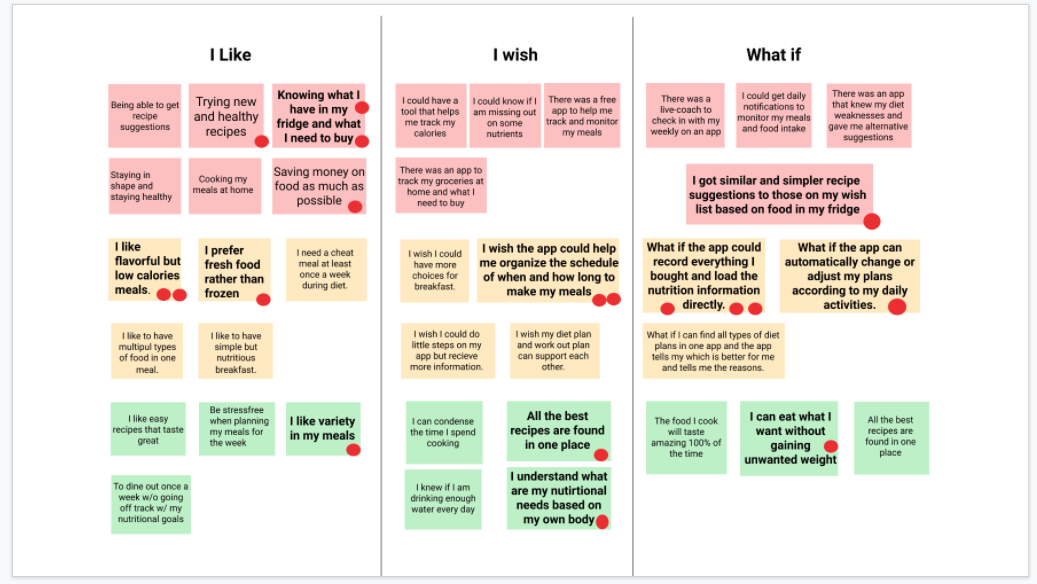 I Like
I wish
What if
Being able to get
recipe
suggestions
Trying new
and healthy
recipes
Knowing what I
have in my
fridge and what
I need to buy
Staying in
shape and
staying healthy
Cooking my
meals at home
Saving money on
food as much as
possible
I like
flavorful but
low calories
meals.
I prefer
fresh food
rather than
frozen
I need a cheat
meal at least
once a week
during diet.
I like to have
multipul types
of food in one
meal.
I like to have
simple but
nutritious
breakfast.
I like easy
recipes that taste
great
Be stressfree
when planning
my meals for
the week
I like variety
in my meals
To dine out once a
week w/o going
off track w/ my
nutritional goals
I could have a
tool that helps
me track my
calories
I could know if I
am missing out
on some
nutrients
There was a free
app to help me
track and monitor
my meals
There was an app to
track my groceries at
home and what I
need to buy
I wish I could
have more
choices for
breakfast.
I wish the app could help
me organize the schedule
of when and how long to
make my meals
I wish I could do
little steps on my
app but recieve
more information.
I wish my diet plan
and work out plan
can support each
other.
I can condense
the time I spend
cooking
All the best
recipes are found
in one place
I knew if I am
drinking enough
water every day
I understand what
are my nutirtional
needs based on
my own body
There was a
live-coach to
check in with my
weekly on an app
I could get daily
notifications to
monitor my meals
and food intake
There was an app
that knew my diet
weaknesses and
gave me alternative
suggestions
I got similar and simpler recipe
suggestions to those on my wish
list based on food in my fridge
What if the app could
record everything I
bought and load the
nutrition information
directly.
What if the app can
automatically change or
adjust my plans
according to my daily
activities.
What if I can find all types of diet
plans in one app and the app
tells my which is better for me
and tells me the reasons.
The food I cook
will taste
amazing 100% of
the time
I can eat what I
want without
gaining
unwanted weight
All the best
recipes are
found in one
place